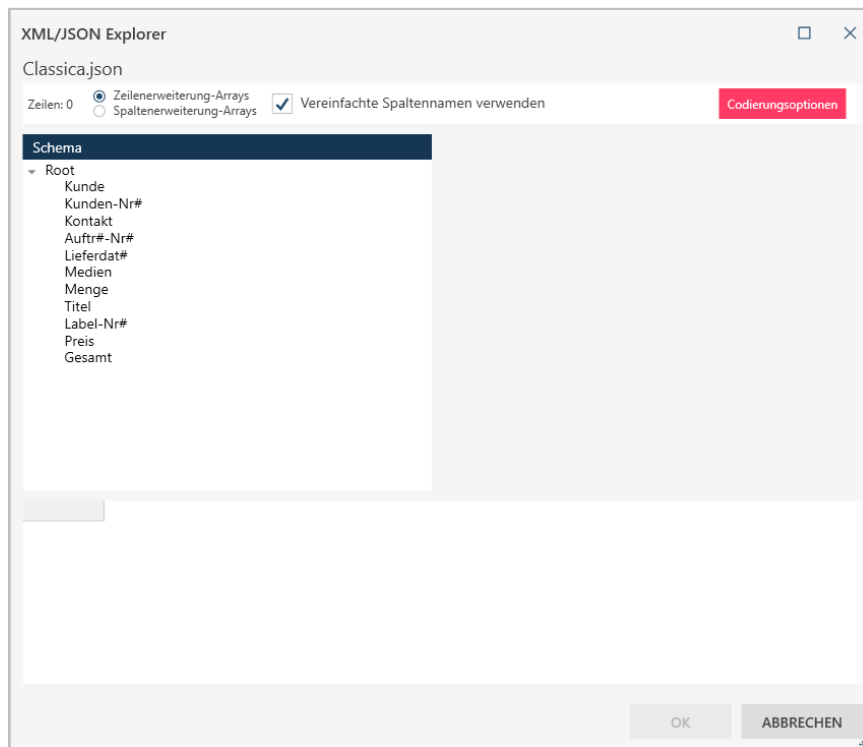 XML/JSON Explorer
Classica.json
Zeilen: 0
Zeilenerweiterung-Arrays
Spaltenerweiterung-Arrays
Vereinfachte Spaltennamen verwenden
Codierungsoptionen
Schema
Root
Kunde
Kunden-Nr#
Kontakt
Auftr#-Nr#
Lieferdat#
Medien
Menge
Titel
Label-Nr#
Preis
Gesamt
OK
ABBRECHEN